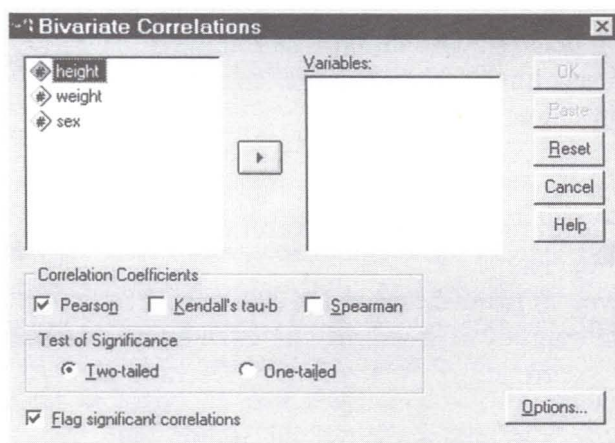 Bivariate Correlations
height
weight
sex
Variables:
OK
Paste
Reset
Cancel
Help
Correlation Coefficients
Pearson Kendall's tau-b Spearman
Test of Significance
Two-tailed One-tailed
Flag significant correlations
Options...